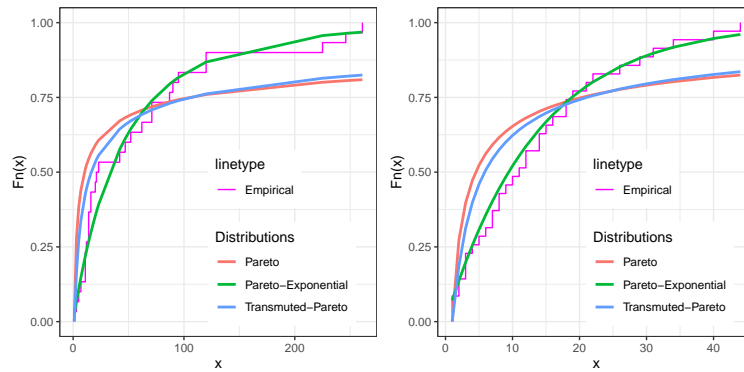 1.00
0.75
0.50
0.25
0.00
Fn(x)
0
100
200
x
linetype
Empirical
Distributions
Pareto
Pareto−Exponential
Transmuted−Pareto
1.00
0.75
0.50
0.25
0.00
Fn(x)
0
10
20
30
40
x
linetype
Empirical
Distributions
Pareto
Pareto−Exponential
Transmuted−Pareto